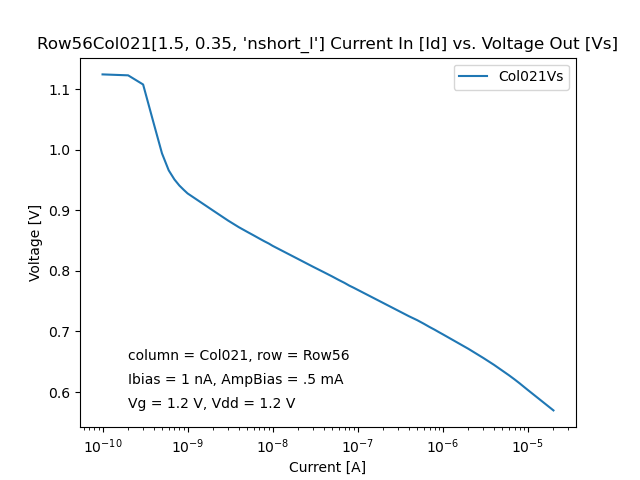 Row56Col021[1.5, 0.35, 'nshort_l'] Current In [Id] vs. Voltage Out [Vs]
Col021Vs
1.1
1.0
0.9
0.8
0.7
0.6
Voltage [V]
column = Col021, row = Row56
Ibias = 1 nA, AmpBias = .5 mA
Vg = 1.2 V, Vdd = 1.2 V
10⁻¹⁰ 10⁻⁹ 10⁻⁸ 10⁻⁷ 10⁻⁶ 10⁻⁵
Current [A]